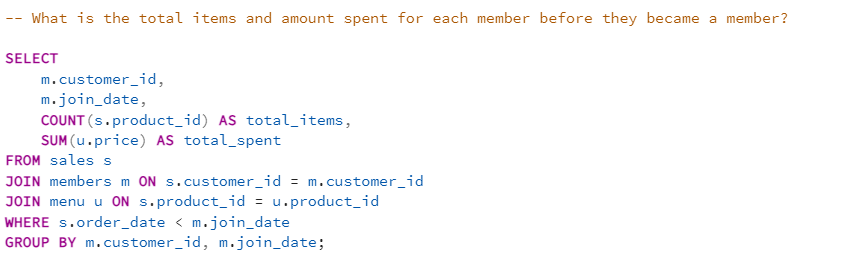 -- What is the total items and amount spent for each member before they became a member?
SELECT
    m.customer_id,
    m.join_date,
    COUNT(s.product_id) AS total_items,
    SUM(u.price) AS total_spent
FROM sales s
JOIN members m ON s.customer_id = m.customer_id
JOIN menu u ON s.product_id = u.product_id
WHERE s.order_date < m.join_date
GROUP BY m.customer_id, m.join_date;